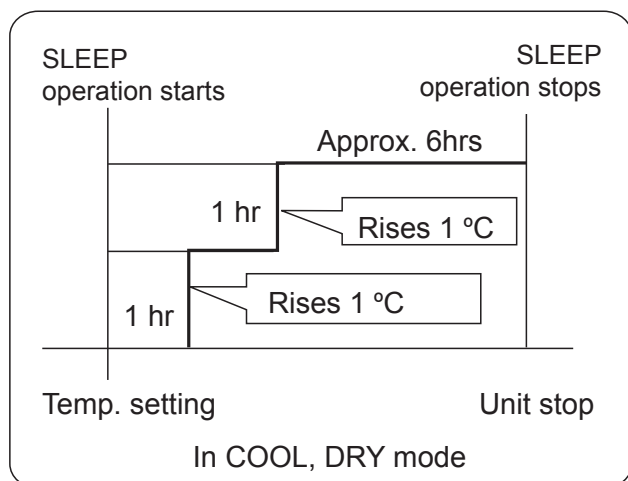 SLEEP
operation starts
SLEEP
operation stops
Approx. 6hrs
1 hr
Rises 1 ºC
1 hr
Rises 1 ºC
Temp. setting
Unit stop
In COOL, DRY mode